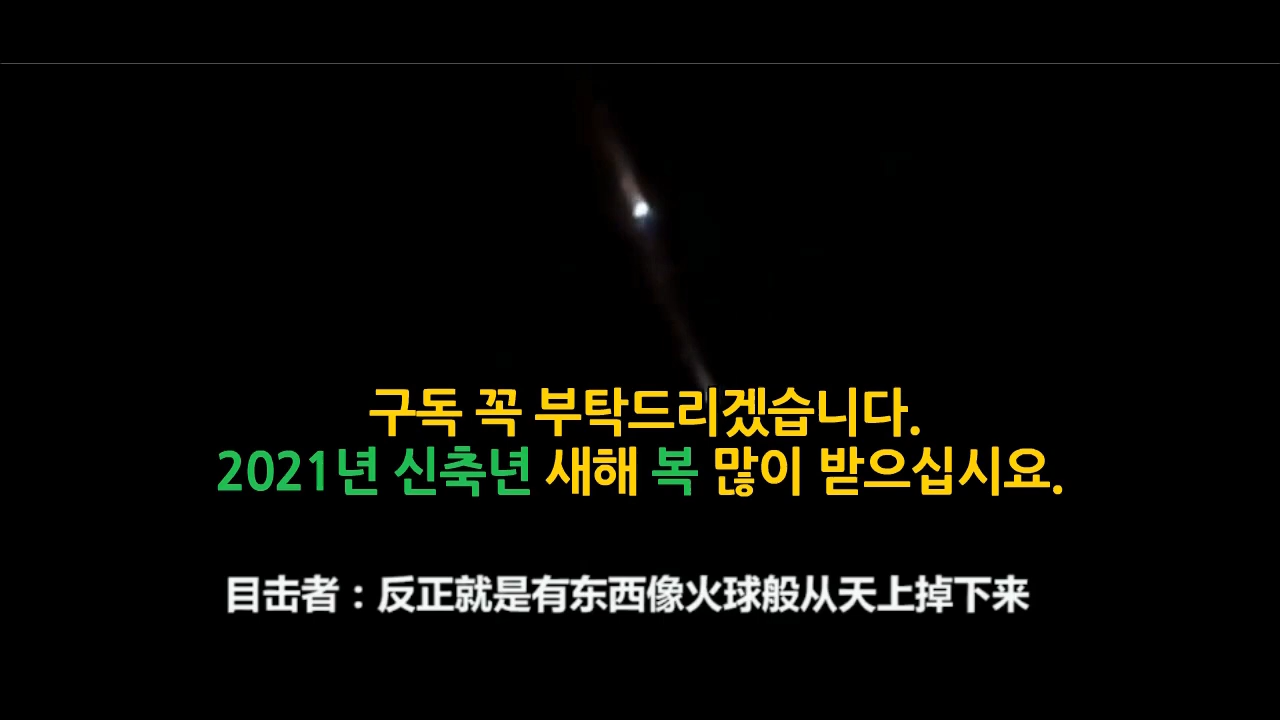 구독 꼭 부탁드리겠습니다.
2021년 신축년 새해 복 많이 받으십시요.
目击者：反正就是有东西像火球般从天上掉下来